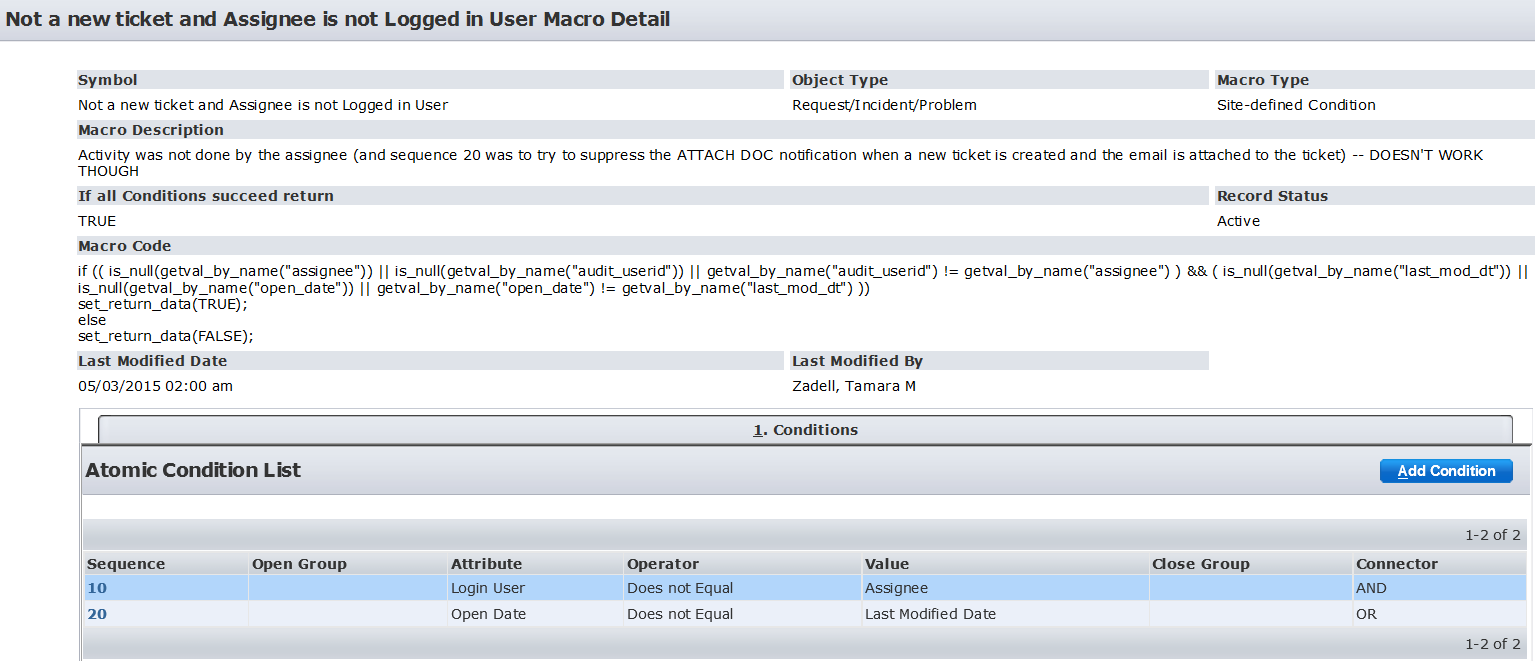 Not a new ticket and Assignee is not Logged in User Macro Detail
Symbol Object Type Macro Type
Not a new ticket and Assignee is not Logged in User Request/Incident/Problem Site-defined Condition
Macro Description
Activity was not done by the assignee (and sequence 20 was to try to suppress the ATTACH DOC notification when a new ticket is created and the email is attached to the ticket) -- DOESN'T WORK
THOUGH
If all Conditions succeed return Record Status
TRUE Active
Macro Code
if (( is_null(getval_by_name("assignee")) || is_null(getval_by_name("audit_userid")) || getval_by_name("audit_userid") != getval_by_name("assignee") ) && ( is_null(getval_by_name("last_mod_dt")) ||
is_null(getval_by_name("open_date")) || getval_by_name("open_date") != getval_by_name("last_mod_dt") ))
set_return_data(TRUE);
else
set_return_data(FALSE);
Last Modified Date Last Modified By
05/03/2015 02:00 am Zadell, Tamara M
1. Conditions
Atomic Condition List Add Condition
1-2 of 2
Sequence Open Group Attribute Operator Value Close Group Connector
10 Login User Does not Equal Assignee AND
20 Open Date Does not Equal Last Modified Date OR
1-2 of 2